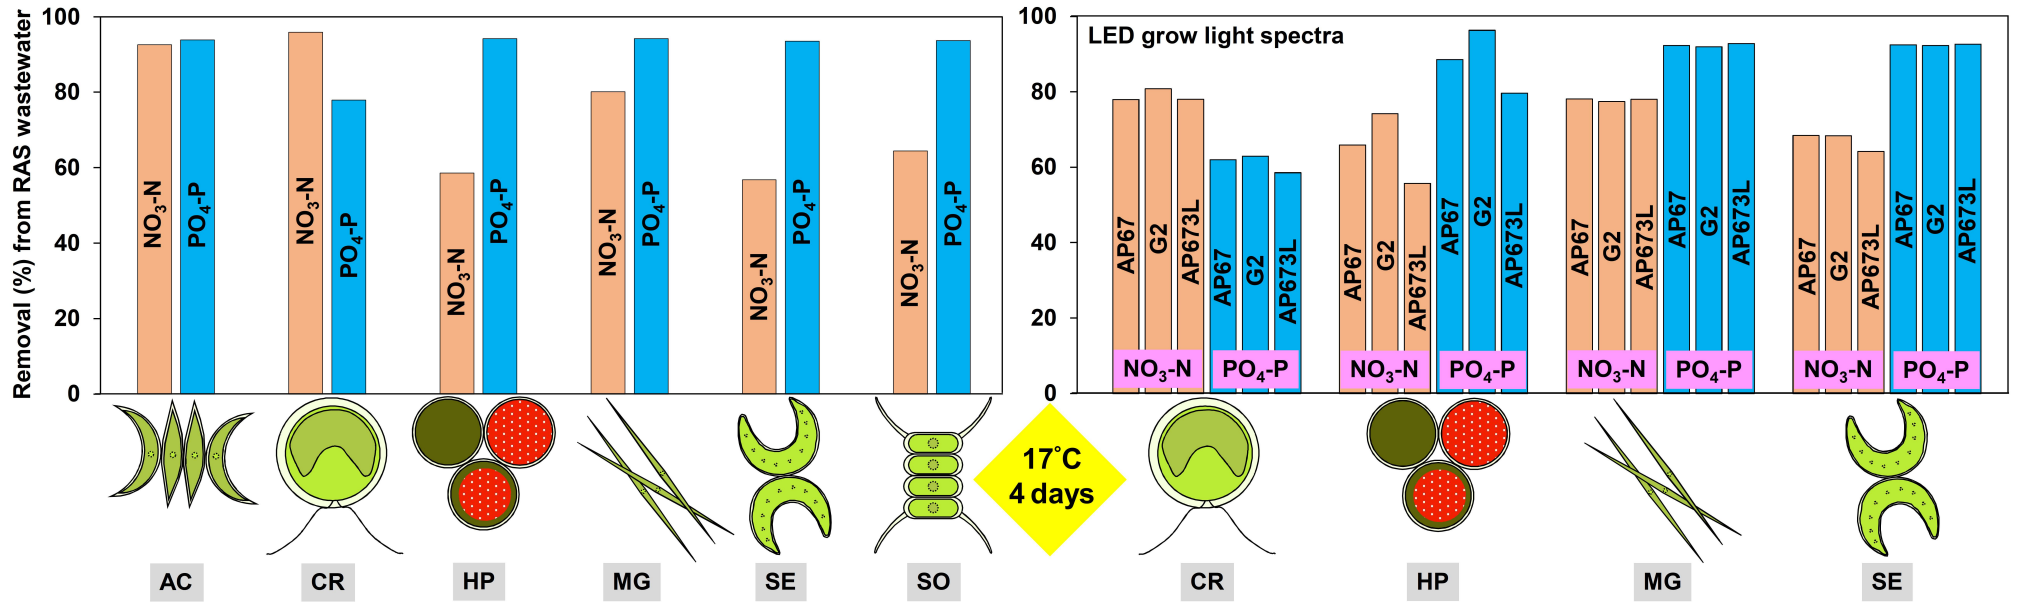 Removal (%) from RAS wastewater
100
80
60
40
20
0
NO₃-N
PO₄-P
NO₃-N
PO₄-P
NO₃-N
PO₄-P
NO₃-N
PO₄-P
NO₃-N
PO₄-P
NO₃-N
PO₄-P
AC
CR
HP
MG
SE
SO
17°C
4 days
LED grow light spectra
100
80
60
40
20
0
AP67
G2
AP673L
AP67
G2
AP673L
NO₃-N
PO₄-P
AP67
G2
AP673L
AP67
G2
AP673L
NO₃-N
PO₄-P
AP67
G2
AP673L
AP67
G2
AP673L
NO₃-N
PO₄-P
AP67
G2
AP673L
AP67
G2
AP673L
NO₃-N
PO₄-P
CR
HP
MG
SE